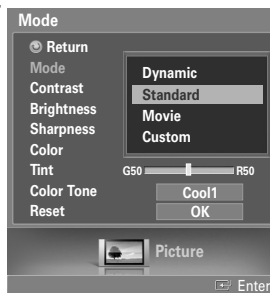 Mode
Return
Mode
Contrast
Brightness
Sharpness
Color
Tint G50 R50
Color Tone Cool1
Reset OK
Dynamic
Standard
Movie
Custom
Picture
Enter